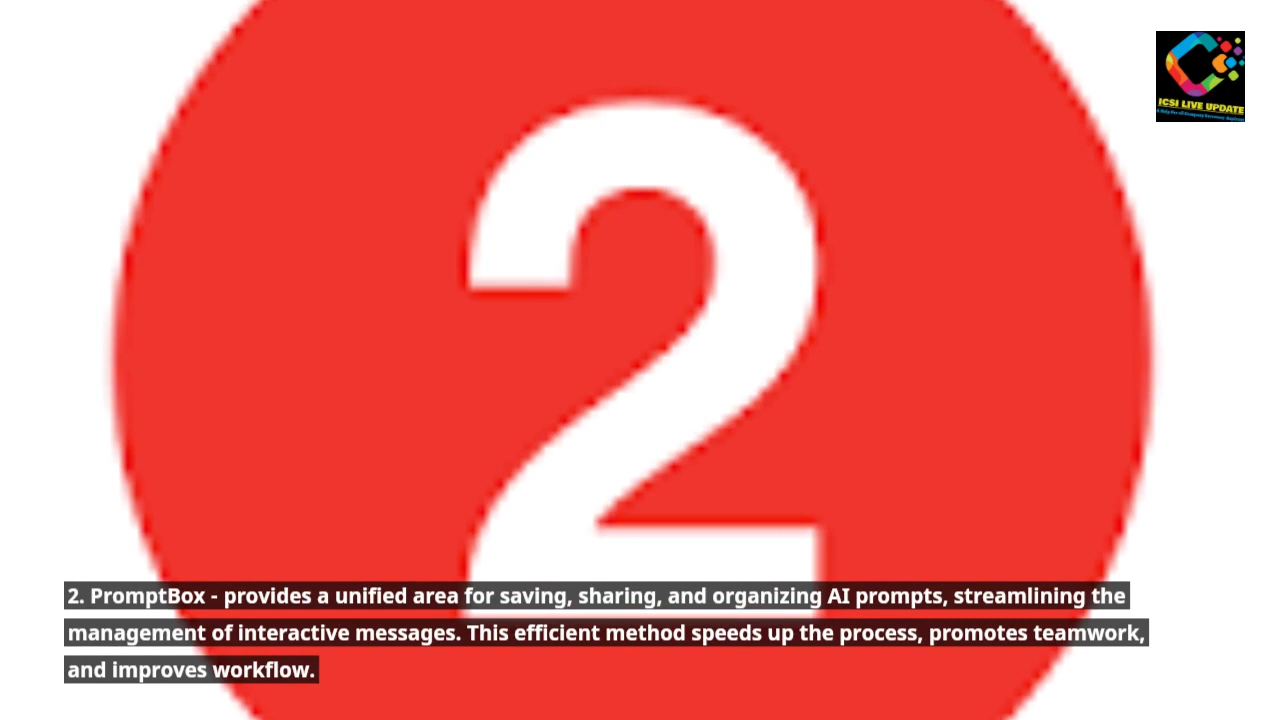 2
ICSI LIVE UPDATE
2. PromptBox - provides a unified area for saving, sharing, and organizing AI prompts, streamlining the
management of interactive messages. This efficient method speeds up the process, promotes teamwork,
and improves workflow.